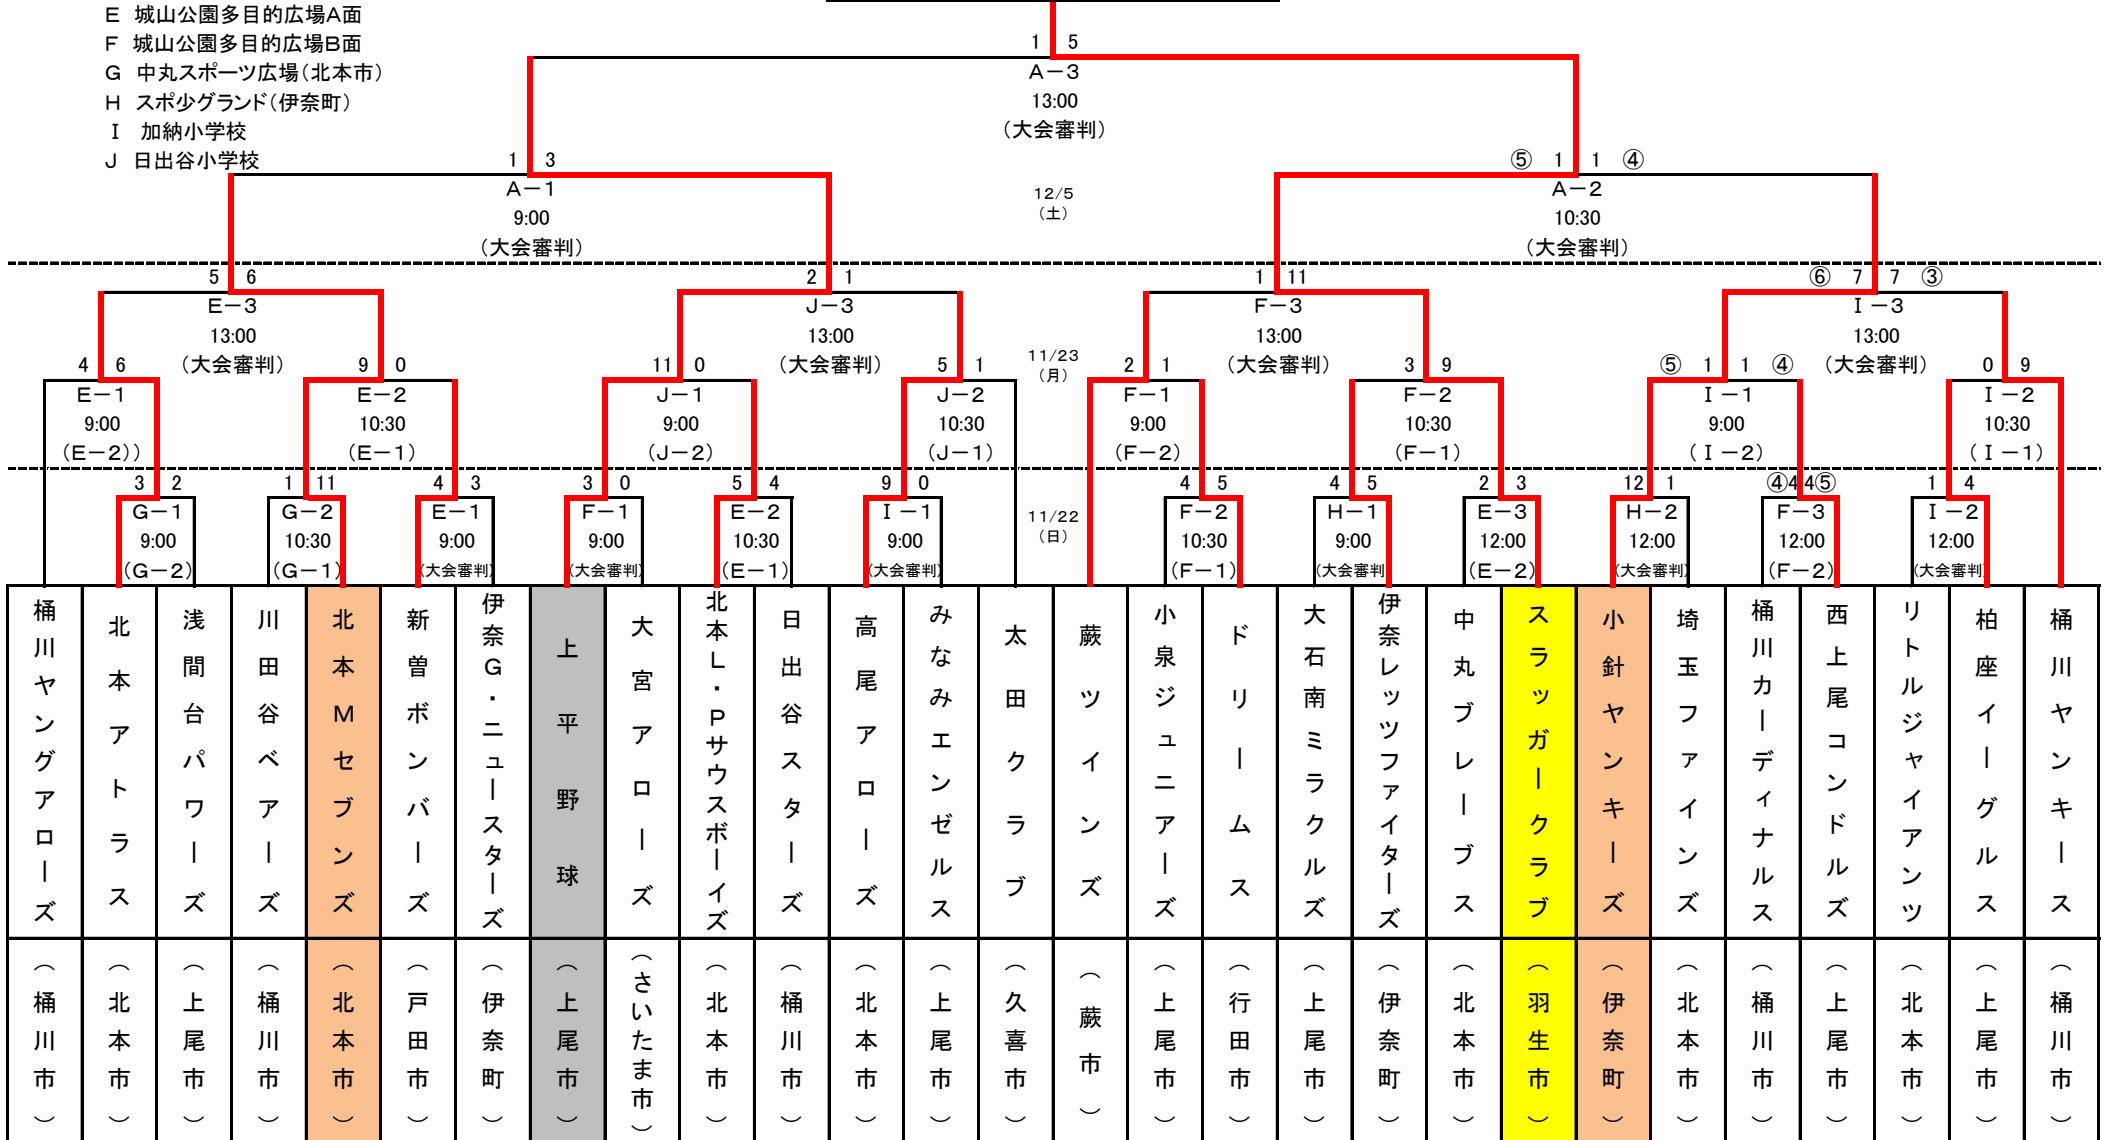 E 城山公園多目的広場A面
F 城山公園多目的広場B面
G 中丸スポーツ広場(北本市)
H スポ少グランド(伊奈町)
I 加納小学校
J 日出谷小学校
1 5
A-3
13:00
(大会審判)
1 3
A-1
9:00
(大会審判)
12/5
(土)
⑤ 1 1 ④
A-2
10:30
(大会審判)
5 6
E-3
13:00
(大会審判)
2 1
J-3
13:00
(大会審判)
1 11
F-3
13:00
(大会審判)
⑥ 7 7 ③
I-3
13:00
(大会審判)
11/23
(月)
4 6
E-1
9:00
(E-2))
9 0
E-2
10:30
(E-1)
11 0
J-1
9:00
(J-2)
5 1
J-2
10:30
(J-1)
2 1
F-1
9:00
(F-2)
3 9
F-2
10:30
(F-1)
⑤ 1 1 ④
I-1
9:00
(I-2)
0 9
I-2
10:30
(I-1)
11/22
(日)
3 2
G-1
9:00
(G-2)
1 11
G-2
10:30
(G-1)
4 3
E-1
9:00
(大会審判)
3 0
F-1
9:00
(大会審判)
5 4
E-2
10:30
(E-1)
9 0
I-1
9:00
(大会審判)
4 5
F-2
10:30
(F-1)
4 5
H-1
9:00
(大会審判)
2 3
E-3
12:00
(E-2)
12 1
H-2
12:00
(大会審判)
④4 4⑤
F-3
12:00
(F-2)
1 4
I-2
12:00
(大会審判)
桶川ヤングアローズ
(桶川市)
北本アトラス
(北本市)
浅間台パワーズ
(上尾市)
川田谷ベアーズ
(桶川市)
北本Mセブンズ
(北本市)
新曽ボンバーズ
(戸田市)
伊奈G・ニュースターズ
(伊奈町)
上平野球
(上尾市)
大宮アローズ
(さいたま市)
北本L・Pサウスボーイズ
(北本市)
日出谷スターズ
(桶川市)
高尾アローズ
(北本市)
みなみエンゼルス
(上尾市)
太田クラブ
(久喜市)
蕨ツインズ
(蕨市)
小泉ジュニアーズ
(上尾市)
ドリームス
(行田市)
大石南ミラクルズ
(上尾市)
伊奈レッツファイターズ
(伊奈町)
中丸ブレーブス
(北本市)
スラッガークラブ
(羽生市)
小針ヤンキーズ
(伊奈町)
埼玉ファインズ
(北本市)
桶川カーディナルス
(桶川市)
西上尾コンドルズ
(上尾市)
リトルジャイアンツ
(北本市)
柏座イーグルス
(上尾市)
桶川ヤンキース
(桶川市)